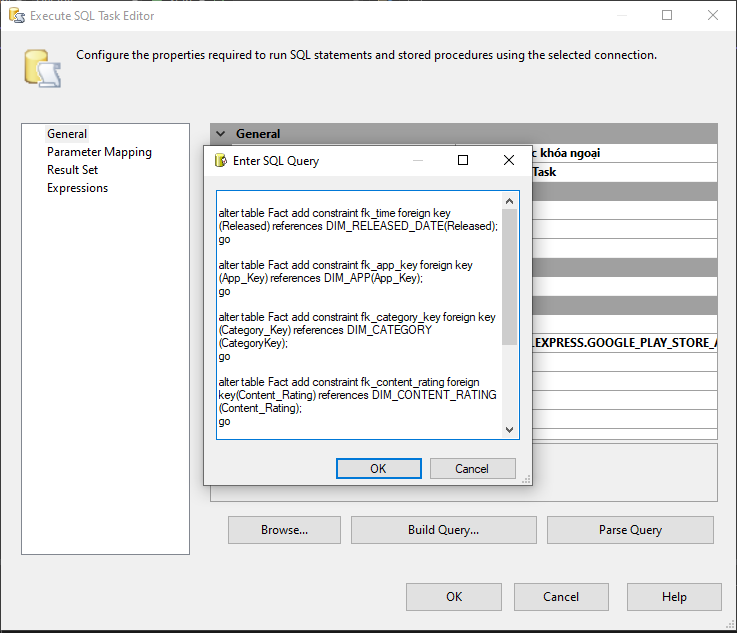 Execute SQL Task Editor
Configure the properties required to run SQL statements and stored procedures using the selected connection.
General
Parameter Mapping
Result Set
Expressions
General
khóa ngoại
Task
.EXPRESS.GOOGLE_PLAY_STORE_
Enter SQL Query
alter table Fact add constraint fk_time foreign key
(Released) references DIM_RELEASED_DATE(Released);
go
alter table Fact add constraint fk_app_key foreign key
(App_Key) references DIM_APP(App_Key);
go
alter table Fact add constraint fk_category_key foreign key
(Category_Key) references DIM_CATEGORY
(CategoryKey);
go
alter table Fact add constraint fk_content_rating foreign
key(Content_Rating) references DIM_CONTENT_RATING
(Content_Rating);
go
OK
Cancel
Browse...
Build Query...
Parse Query
OK
Cancel
Help